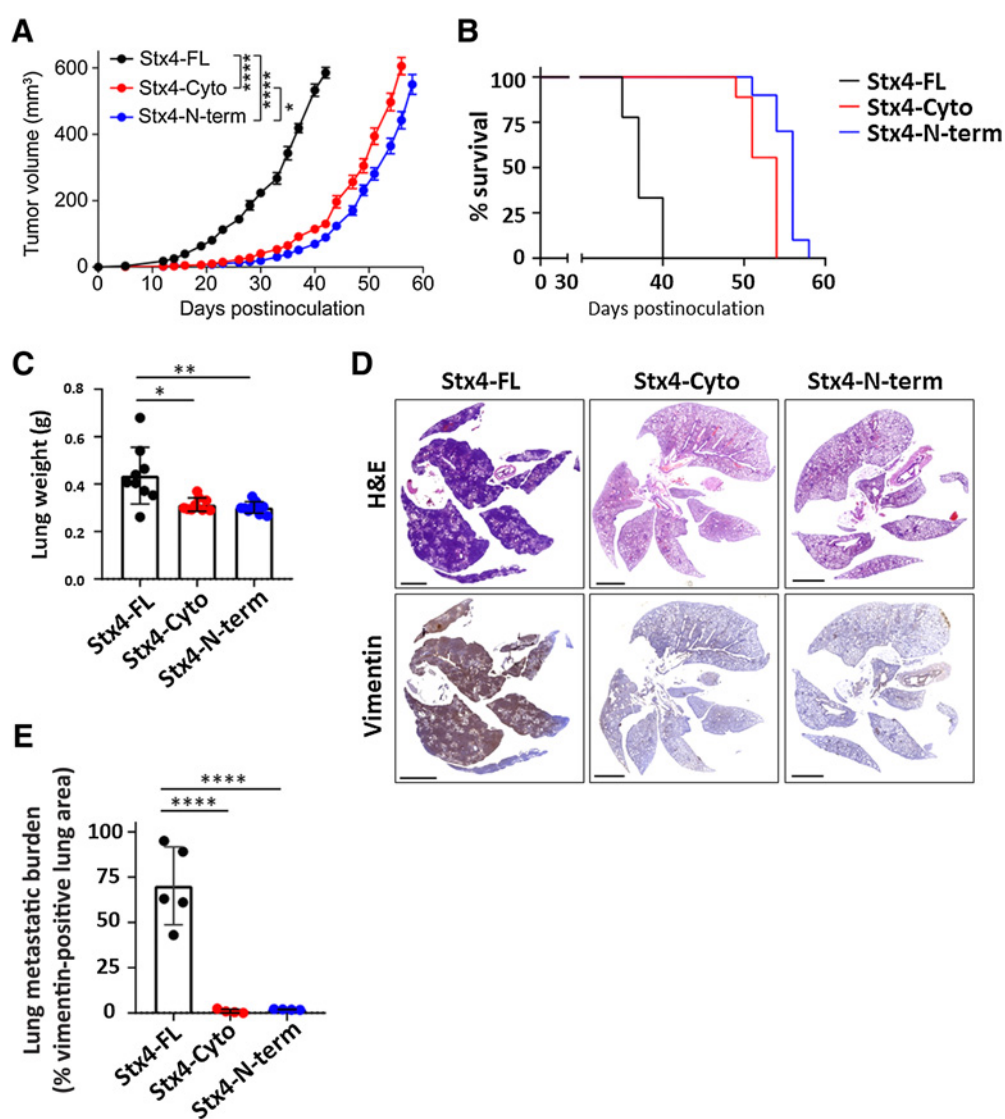 A
600
400
200
0
Tumor volume (mm³)
Stx4-FL
Stx4-Cyto
Stx4-N-term
****
****
*
0 10 20 30 40 50 60
Days postinoculation
B
100
75
50
25
0
% survival
0 30 40 50 60
Days postinoculation
Stx4-FL
Stx4-Cyto
Stx4-N-term
C
0.8
0.6
0.4
0.2
0.0
Lung weight (g)
**
*
Stx4-FL
Stx4-Cyto
Stx4-N-term
D
Stx4-FL Stx4-Cyto Stx4-N-term
H&E
Vimentin
E
100
75
50
25
0
Lung metastatic burden
(% vimentin-positive lung area)
****
****
Stx4-FL
Stx4-Cyto
Stx4-N-term